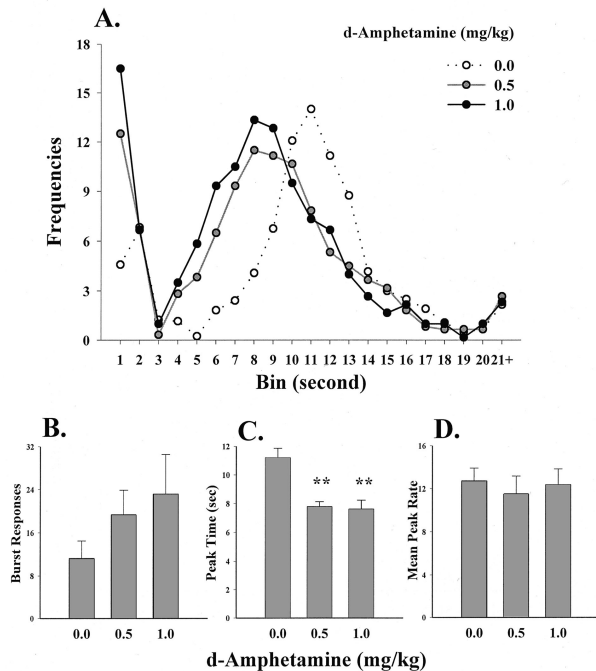 A.
d-Amphetamine (mg/kg)
0.0
0.5
1.0
Frequencies
18
15
12
9
6
3
0
1 2 3 4 5 6 7 8 9 10 11 12 13 14 15 16 17 18 19 20 21+
Bin (second)
B.
Burst Responses
32
24
16
8
0
0.0 0.5 1.0
C.
Peak Time (sec)
12
10
8
6
4
2
0
** **
0.0 0.5 1.0
D.
Mean Peak Rate
16
12
8
4
0
0.0 0.5 1.0
d-Amphetamine (mg/kg)